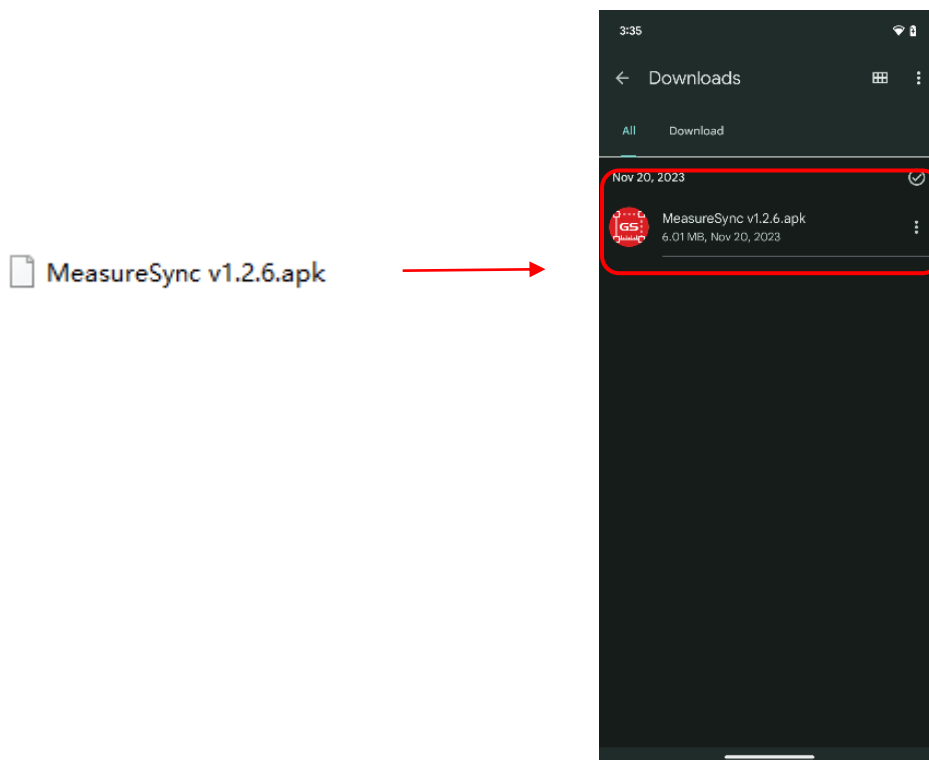 MeasureSync v1.2.6.apk
3:35
Downloads
All Download
Nov 20, 2023
GS
MeasureSync v1.2.6.apk
6.01 MB, Nov 20, 2023